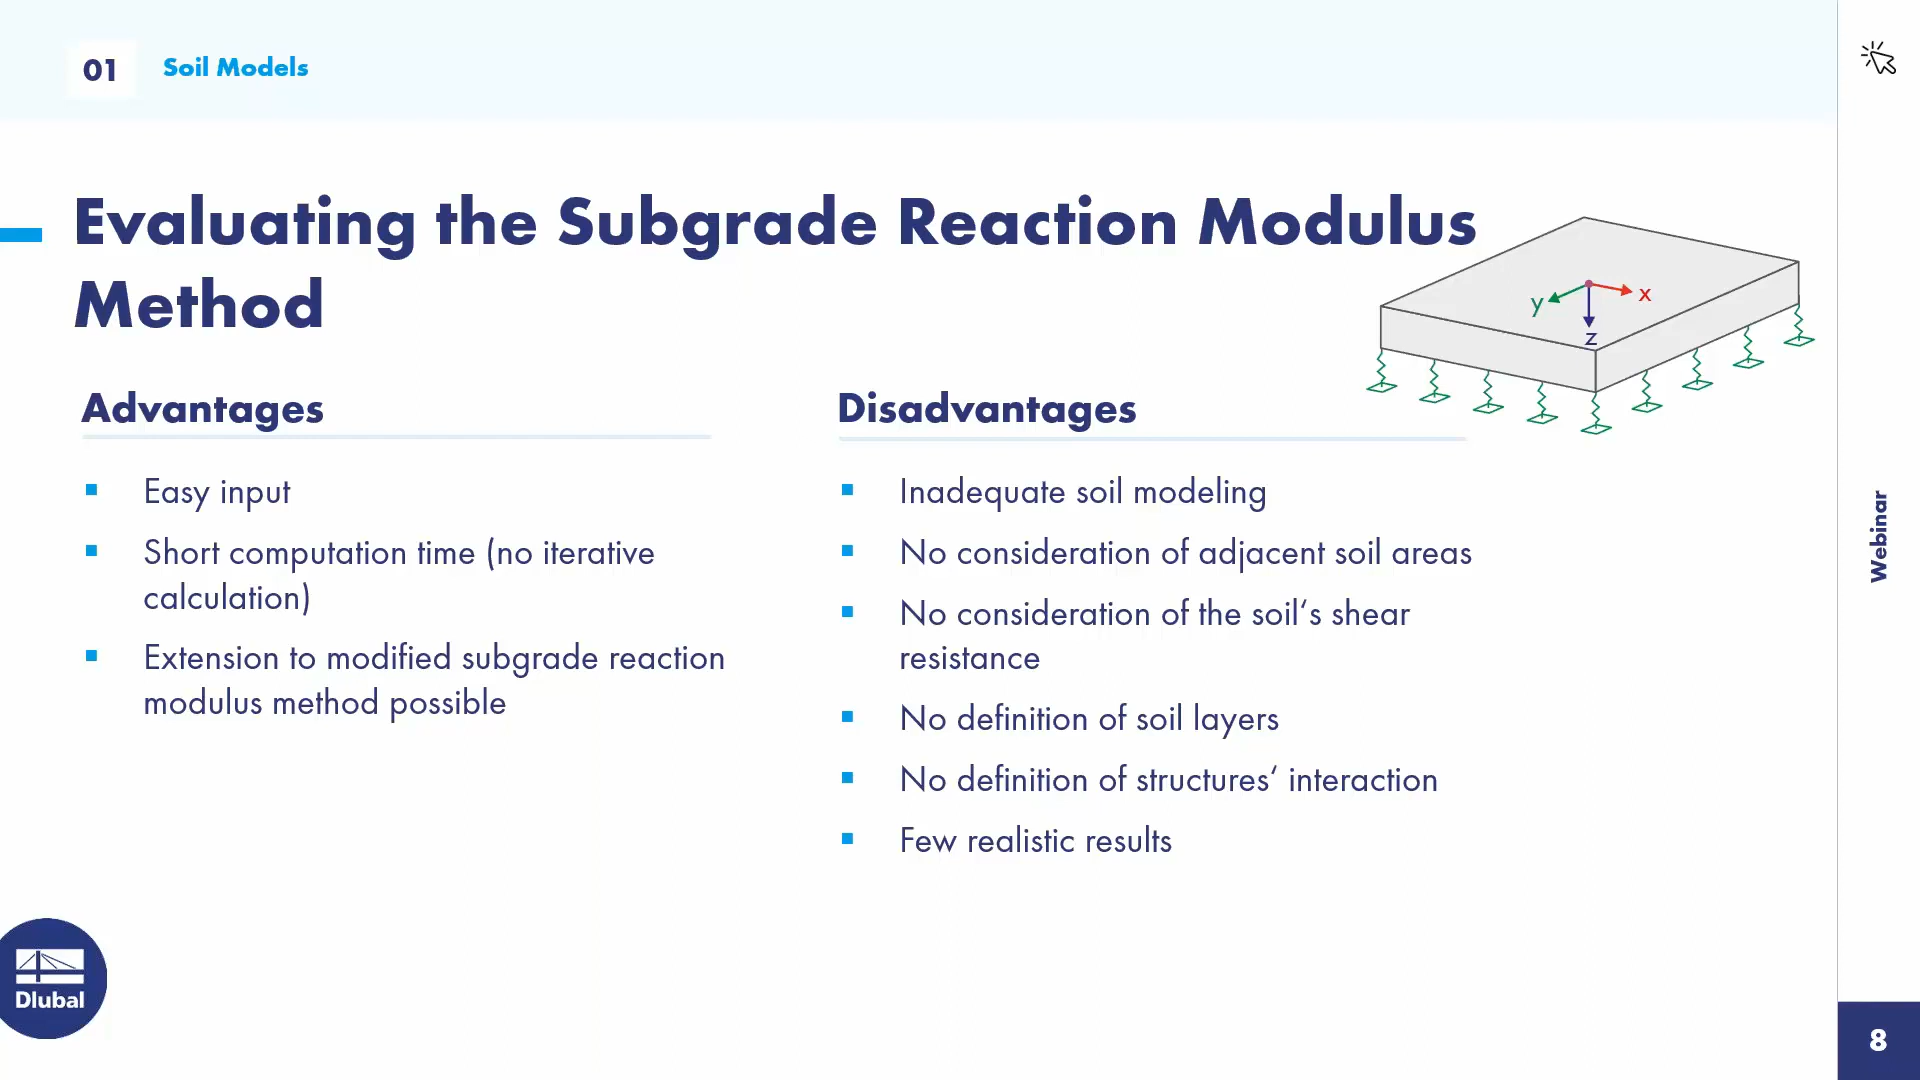 01 Soil Models
Evaluating the Subgrade Reaction Modulus
Method
y x
z
Advantages
Easy input
Short computation time (no iterative
calculation)
Extension to modified subgrade reaction
modulus method possible
Disadvantages
Inadequate soil modeling
No consideration of adjacent soil areas
No consideration of the soil‘s shear
resistance
No definition of soil layers
No definition of structures‘ interaction
Few realistic results
Webinar
Dlubal
8